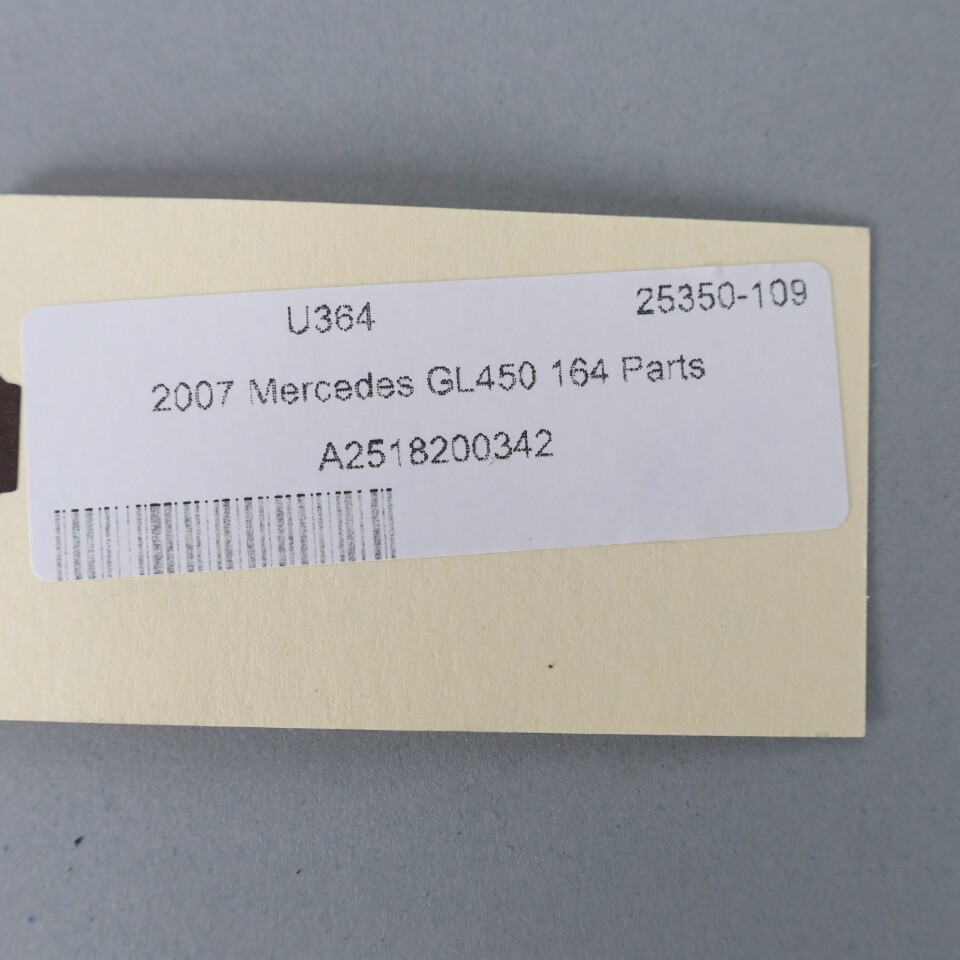 U364 25350-109
2007 Mercedes GL450 164 Parts
A2518200342